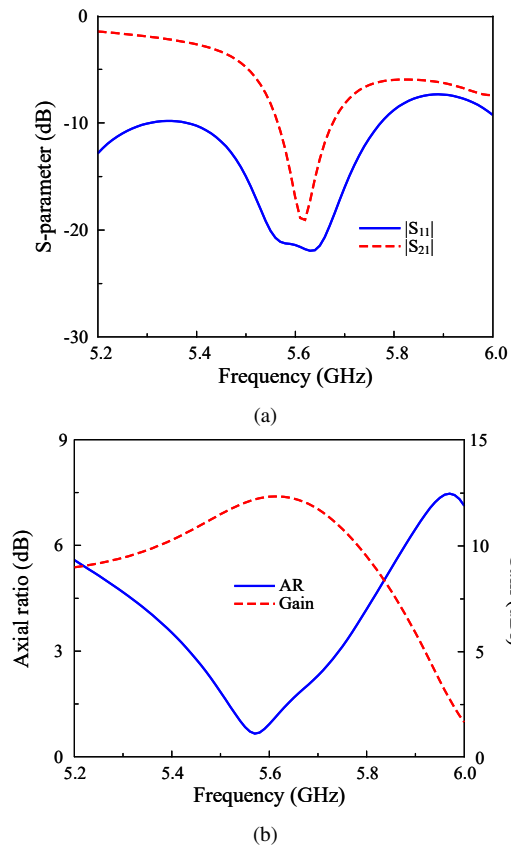 0
-10
-20
-30
S-parameter (dB)
|S₁₁|
|S₂₁|
5.2 5.4 5.6 5.8 6.0
Frequency (GHz)
(a)
9 15
6 10
3 5
0 0
Axial ratio (dB)
AR
Gain
5.2 5.4 5.6 5.8 6.0
Frequency (GHz)
(b)